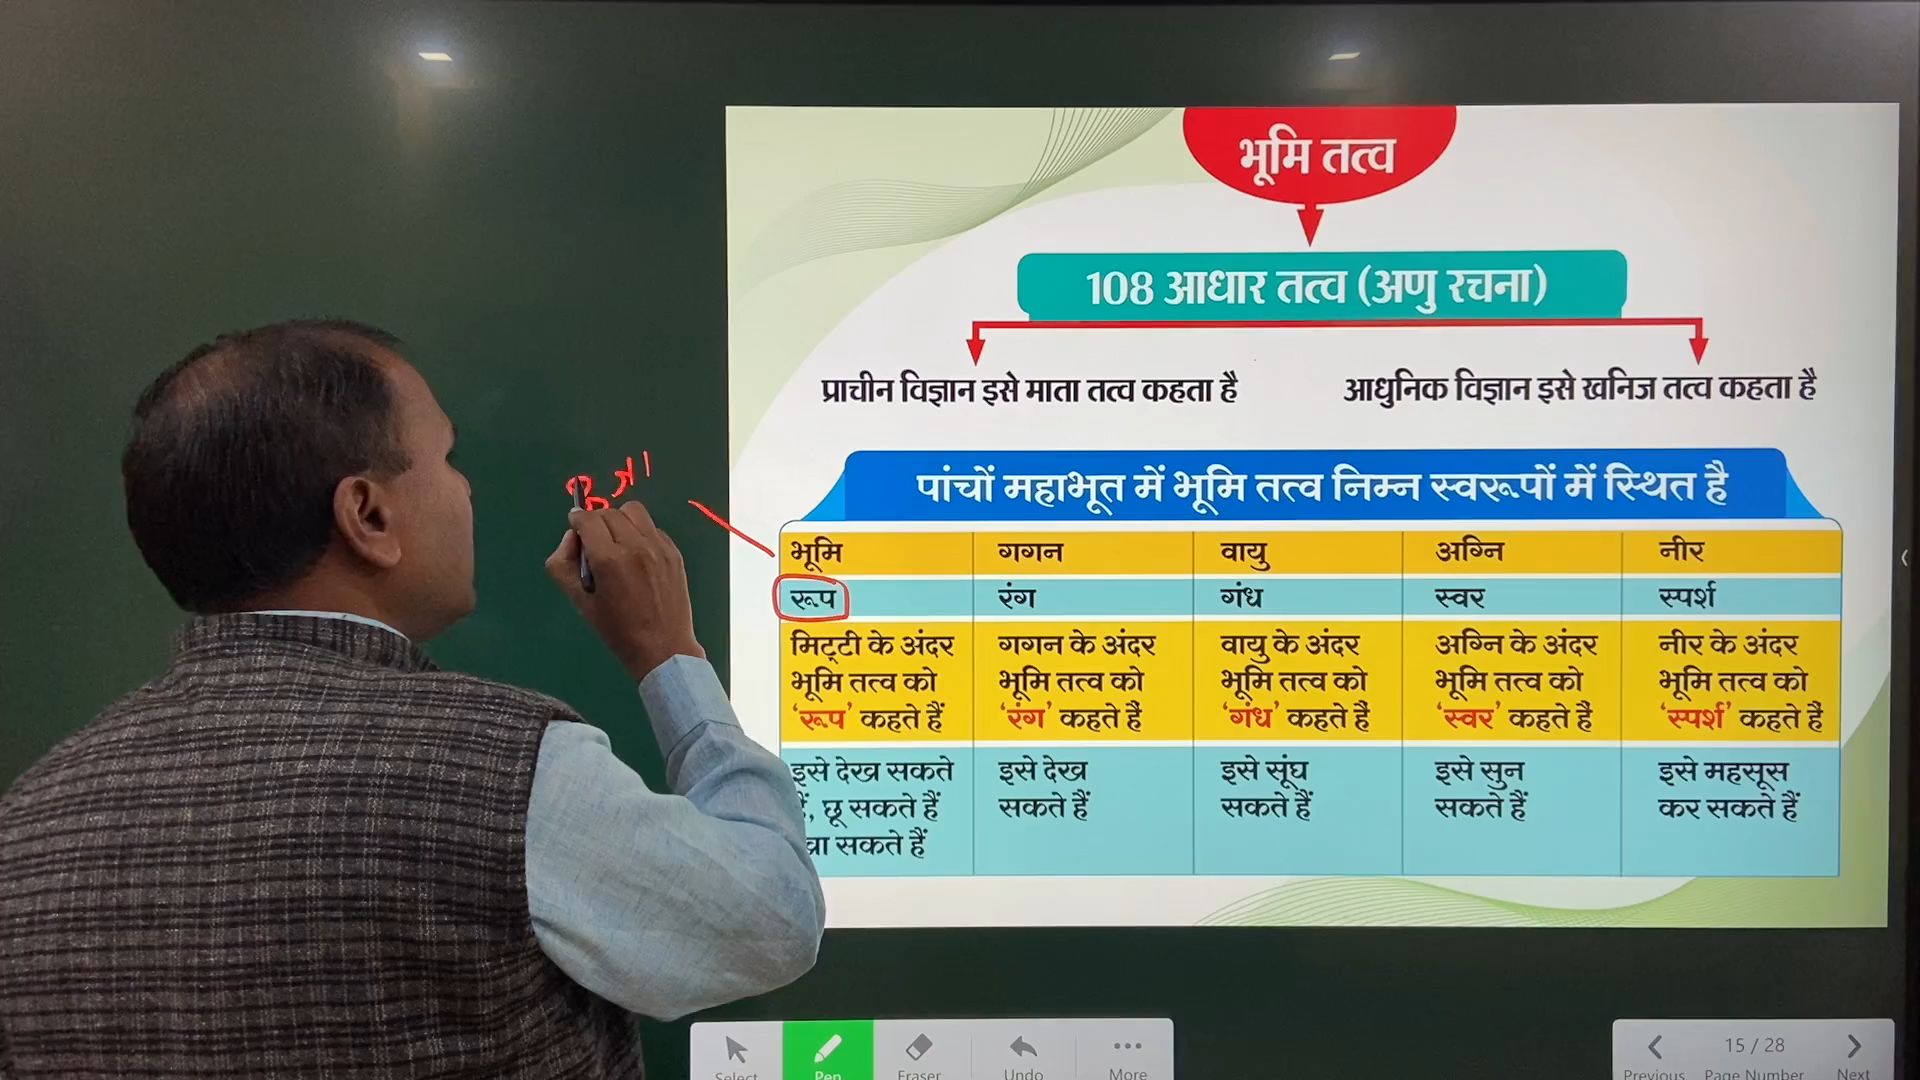 भूमि तत्व
108 आधार तत्व (अणु रचना)
प्राचीन विज्ञान इसे माता तत्व कहता है
आधुनिक विज्ञान इसे खनिज तत्व कहता है
पांचों महाभूत में भूमि तत्व निम्न स्वरूपों में स्थित है
भूमि गगन वायु अग्नि नीर
रूप रंग गंध स्वर स्पर्श
मिट्टी के अंदर गगन के अंदर वायु के अंदर अग्नि के अंदर नीर के अंदर
भूमि तत्व को भूमि तत्व को भूमि तत्व को भूमि तत्व को भूमि तत्व को
‘रूप’ कहते हैं ‘रंग’ कहते हैं ‘गंध’ कहते हैं ‘स्वर’ कहते हैं ‘स्पर्श’ कहते हैं
इसे देख सकते इसे देख इसे सूंघ इसे सुन इसे महसूस
छू सकते हैं सकते हैं सकते हैं सकते हैं कर सकते हैं
सकते हैं
Select Pen Eraser Undo More
15 / 28
Previous Page Number Next